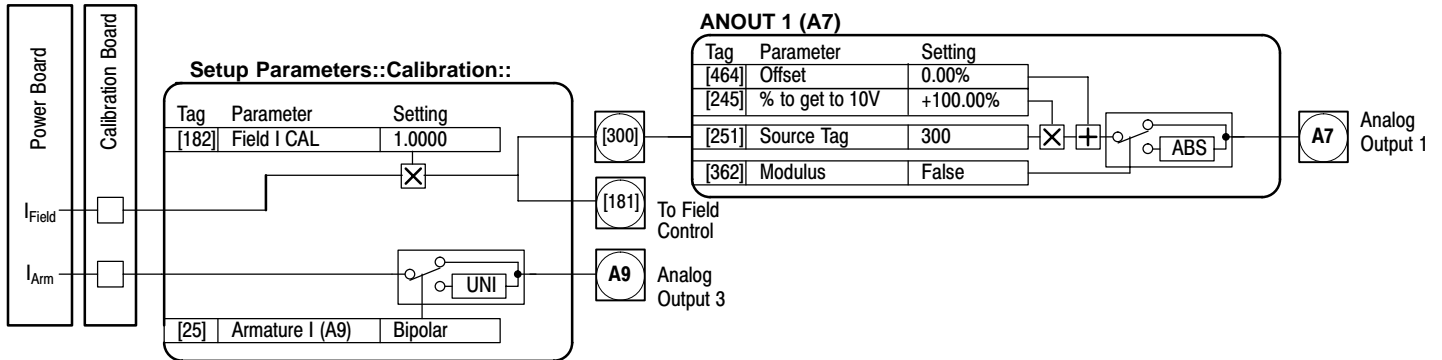 Power Board
Calibration Board
I Field
I Arm
Setup Parameters::Calibration::
Tag Parameter Setting
[182] Field I CAL 1.0000
×
UNI
[25] Armature I (A9) Bipolar
[300]
[181]
To Field
Control
A9
Analog
Output 3
ANOUT 1 (A7)
Tag Parameter Setting
[464] Offset 0.00%
[245] % to get to 10V +100.00%
[251] Source Tag 300
× +
ABS
[362] Modulus False
A7
Analog
Output 1